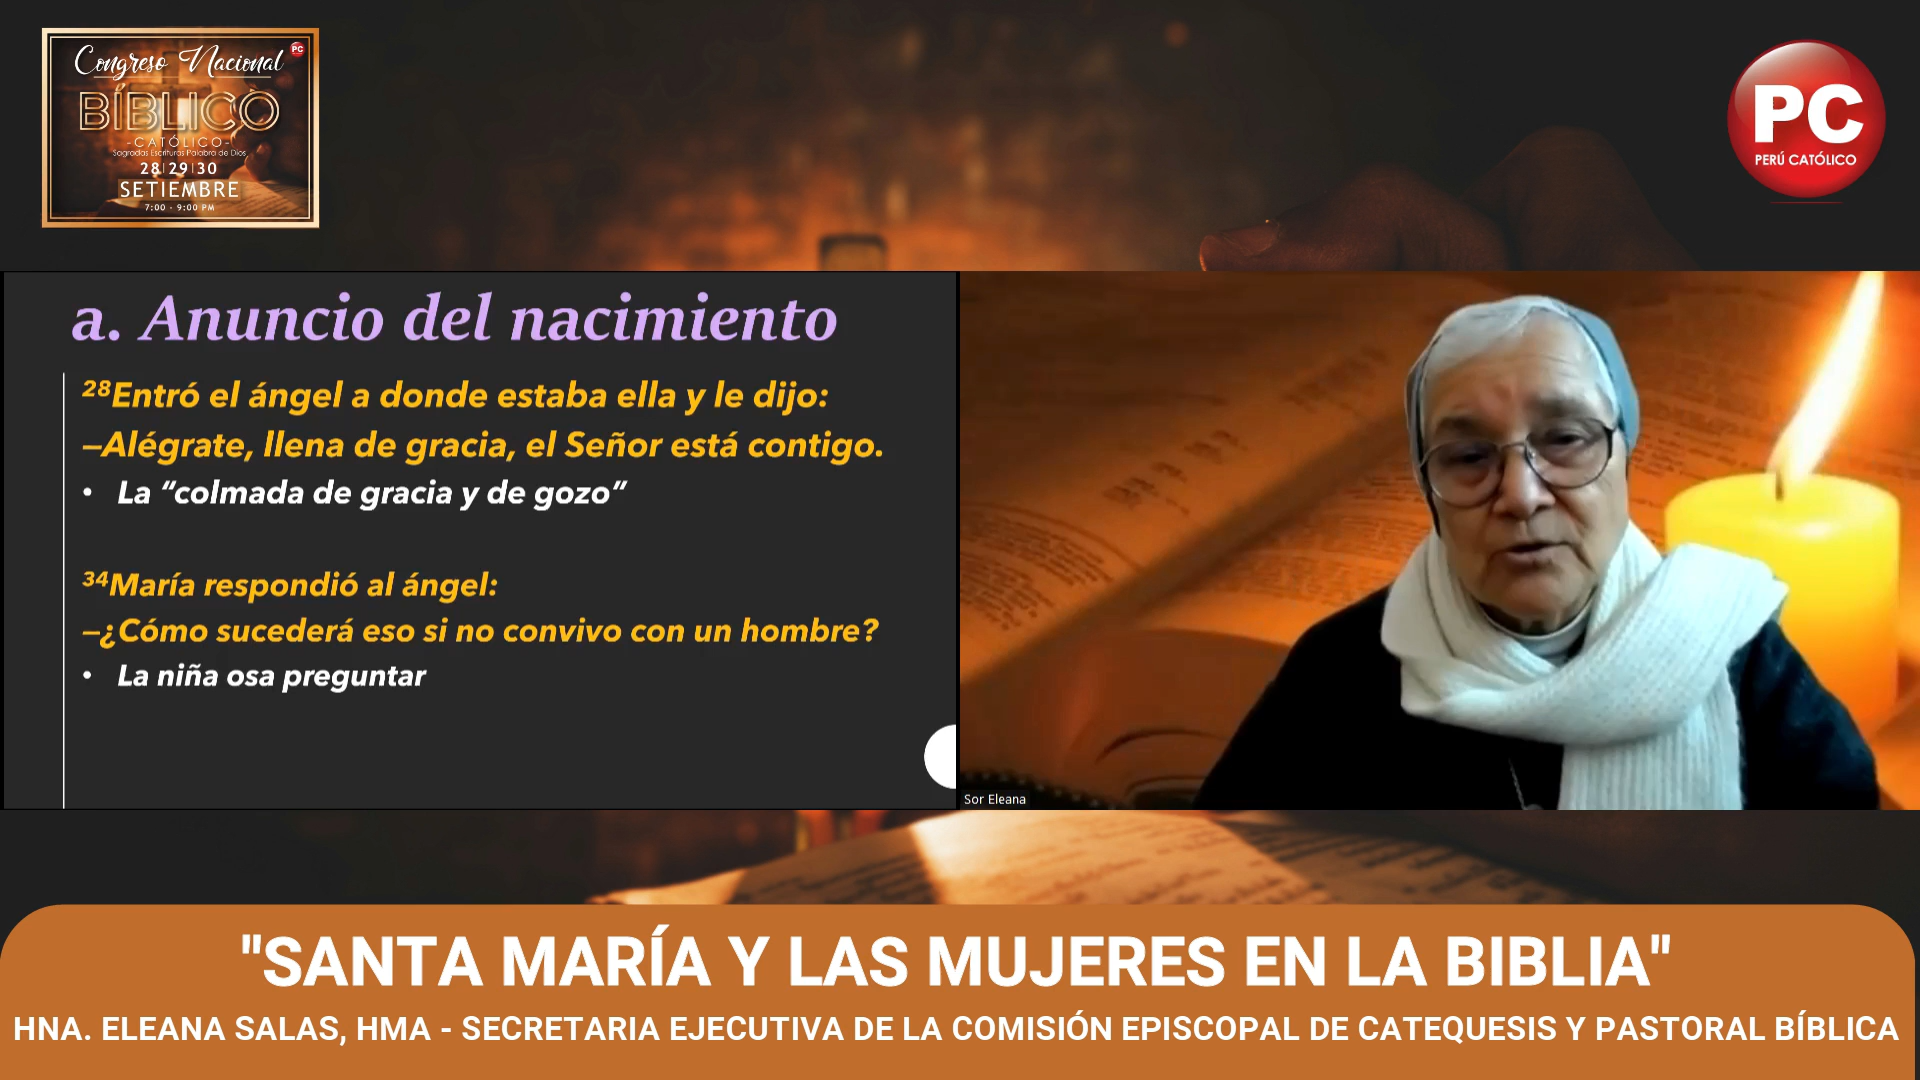 Congreso Nacional
PC
BÍBLICO
-CATÓLICO-
Sagradas Escrituras Palabra de Dios
28|29|30
SETIEMBRE
7:00 - 9:00 PM
PC
PERÚ CATÓLICO
a. Anuncio del nacimiento
²⁸Entró el ángel a donde estaba ella y le dijo:
–Alégrate, llena de gracia, el Señor está contigo.
• La “colmada de gracia y de gozo”
³⁴María respondió al ángel:
–¿Cómo sucederá eso si no convivo con un hombre?
• La niña osa preguntar
Sor Eleana
"SANTA MARÍA Y LAS MUJERES EN LA BIBLIA"
HNA. ELEANA SALAS, HMA - SECRETARIA EJECUTIVA DE LA COMISIÓN EPISCOPAL DE CATEQUESIS Y PASTORAL BÍBLICA